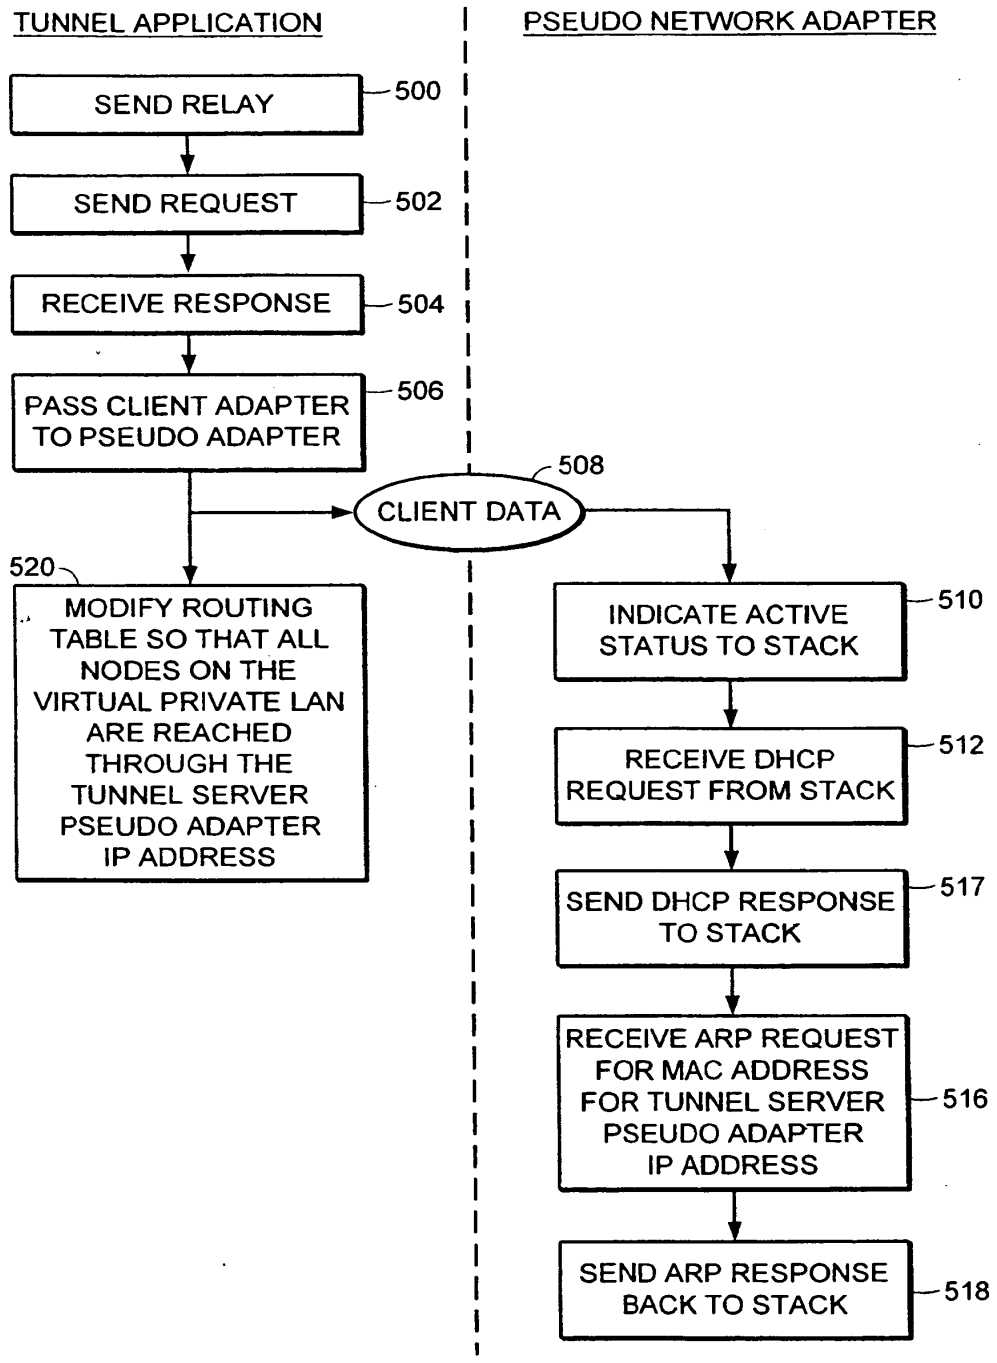 TUNNEL APPLICATION
PSEUDO NETWORK ADAPTER
SEND RELAY
500
SEND REQUEST
502
RECEIVE RESPONSE
504
PASS CLIENT ADAPTER
TO PSEUDO ADAPTER
506
CLIENT DATA
508
520
MODIFY ROUTING
TABLE SO THAT ALL
NODES ON THE
VIRTUAL PRIVATE LAN
ARE REACHED
THROUGH THE
TUNNEL SERVER
PSEUDO ADAPTER
IP ADDRESS
INDICATE ACTIVE
STATUS TO STACK
510
RECEIVE DHCP
REQUEST FROM STACK
512
SEND DHCP RESPONSE
TO STACK
517
RECEIVE ARP REQUEST
FOR MAC ADDRESS
FOR TUNNEL SERVER
PSEUDO ADAPTER
IP ADDRESS
516
SEND ARP RESPONSE
BACK TO STACK
518